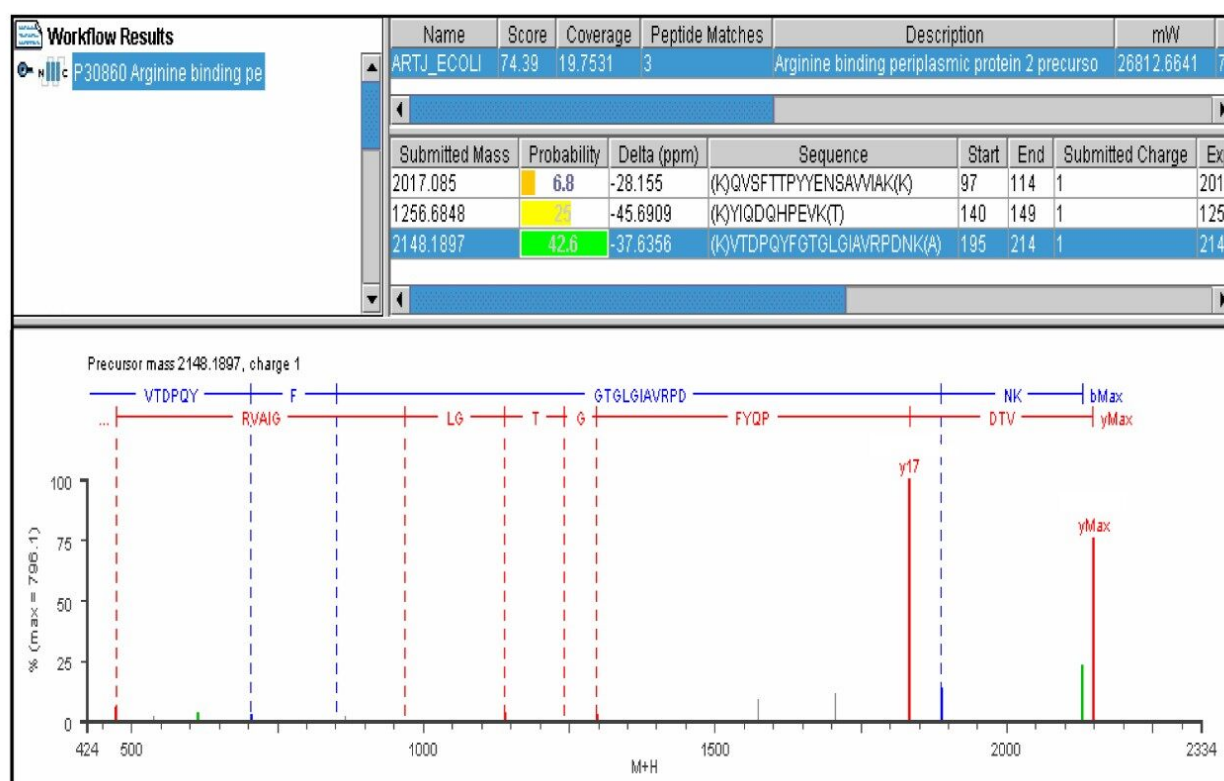 Workflow Results
P30860 Arginine binding pe
Name Score Coverage Peptide Matches Description mW
ARTJ_ECOLI 74.39 19.7531 3 Arginine binding periplasmic protein 2 precurso 26812.6641 7
Submitted Mass Probability Delta (ppm) Sequence Start End Submitted Charge Ex
2017.085 6.8 -28.155 (K)QVSFTTPYYENSAVVIAK(K) 97 114 1 201
1256.6848 25 -45.6909 (K)YIQDQHPEVK(T) 140 149 1 125
2148.1897 42.6 -37.6356 (K)VTDPQYFGTGLGIAVRPDNK(A) 195 214 1 214
Precursor mass 2148.1897, charge 1
VTDPQY F GTGLGIAVRPD NK bMax
... RVAIG LG T G FYQP DTV yMax
y17
yMax
100
75
50
25
0
% (max = 796.1)
424 500 1000 1500 2000 2334
M+H